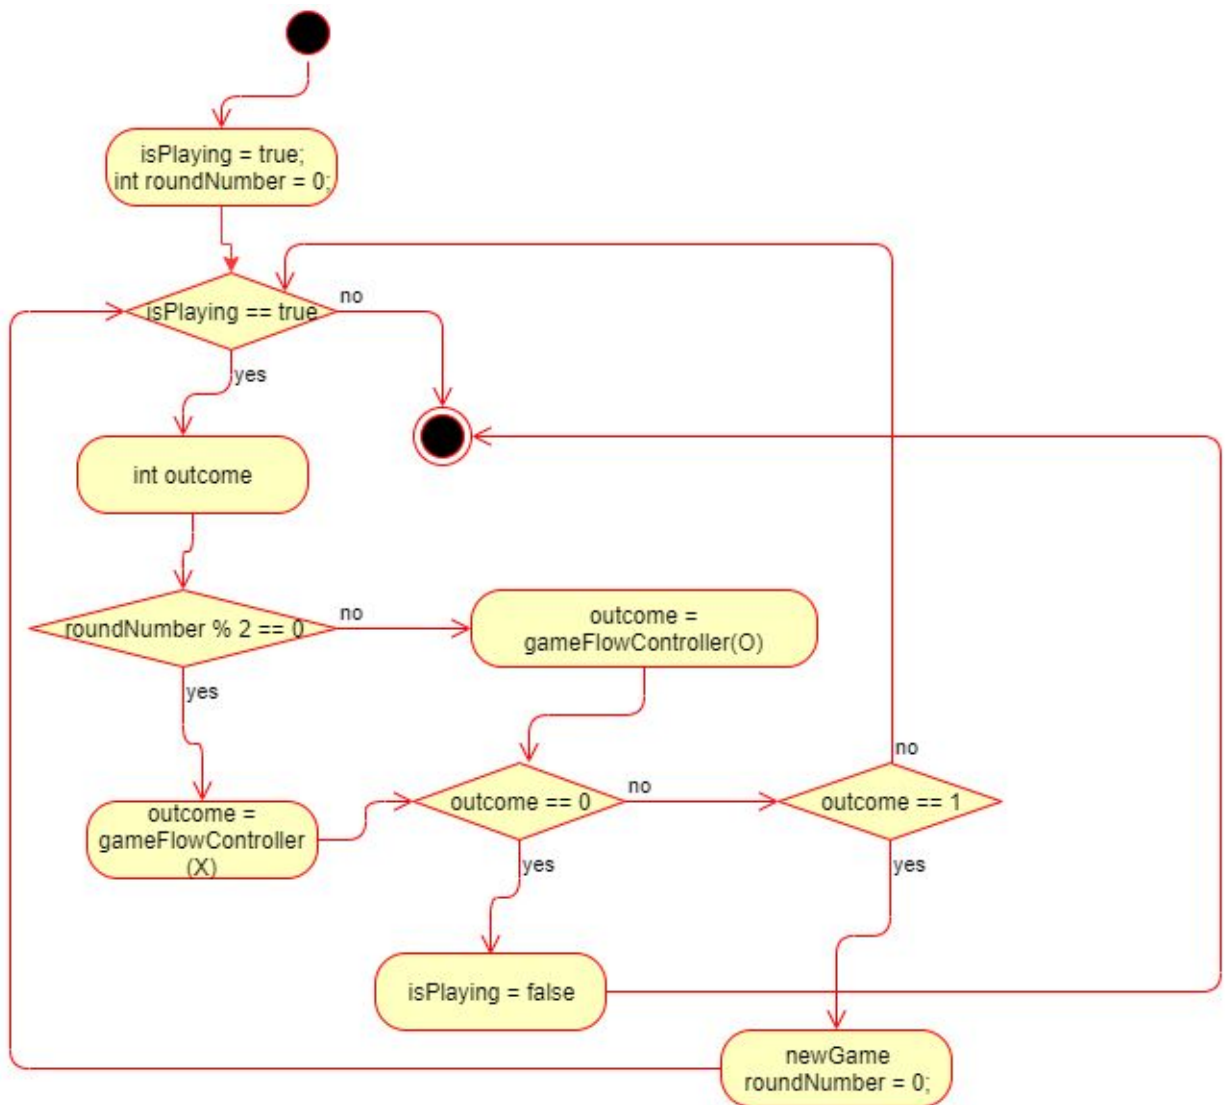 isPlaying = true;
int roundNumber = 0;
isPlaying == true
no
yes
int outcome
roundNumber % 2 == 0
no
outcome =
gameFlowController(O)
yes
outcome =
gameFlowController
(X)
outcome == 0
no
outcome == 1
no
yes
yes
isPlaying = false
newGame
roundNumber = 0;